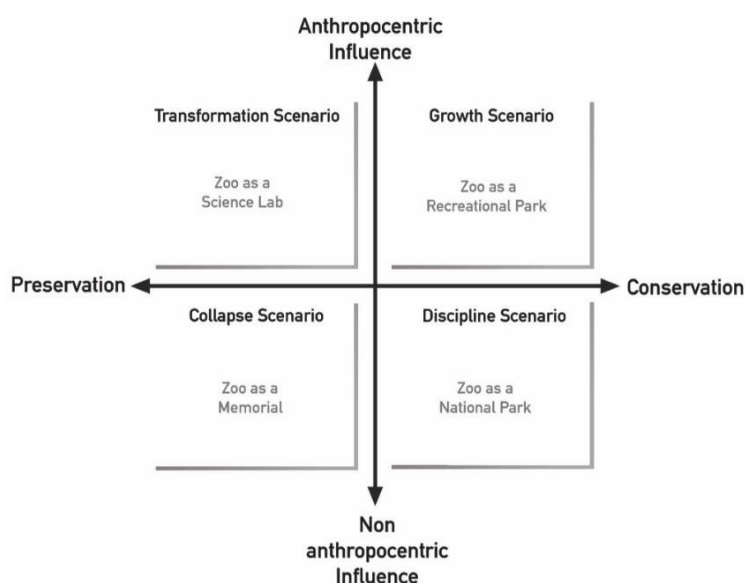 Anthropocentric
Influence
Transformation Scenario
Growth Scenario
Zoo as a
Science Lab
Zoo as a
Recreational Park
Preservation
Conservation
Collapse Scenario
Discipline Scenario
Zoo as a
Memorial
Zoo as a
National Park
Non
anthropocentric
Influence